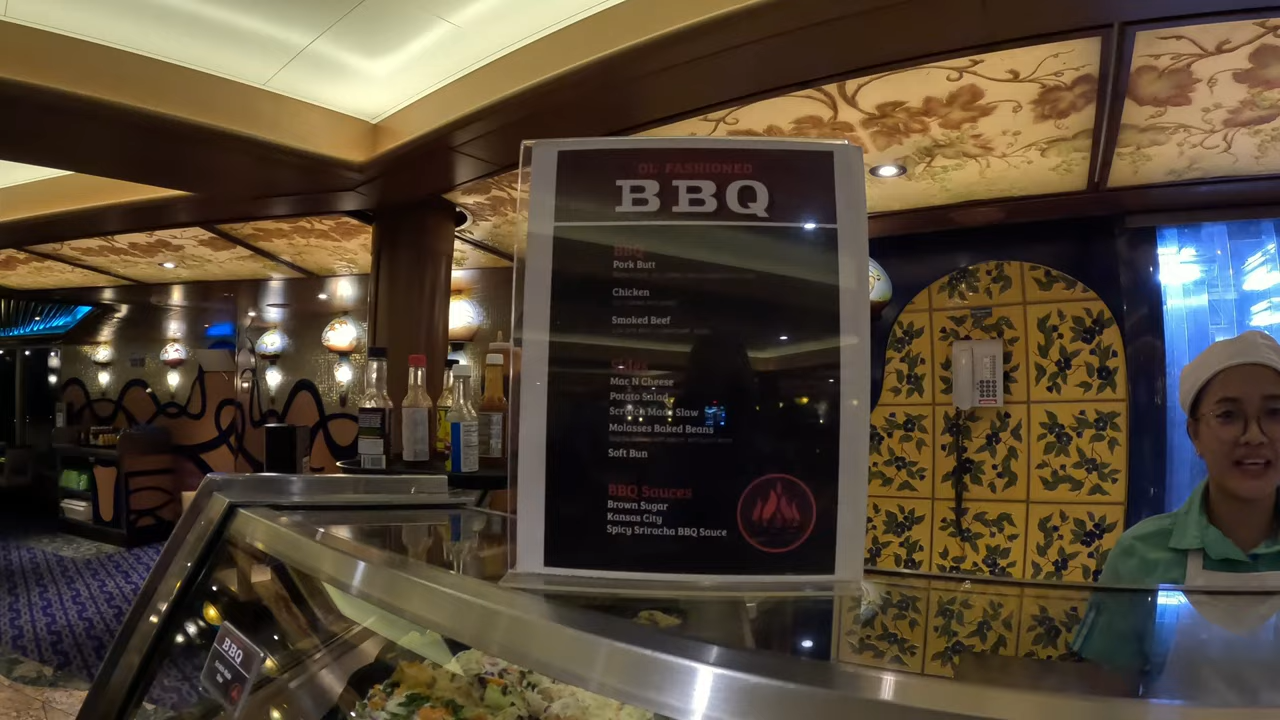 OL FASHIONED
BBQ
BBQ
Pork Butt
Chicken
Smoked Beef
Sides
Mac N Cheese
Potato Salad
Scratch Made Slaw
Molasses Baked Beans
Soft Bun
BBQ Sauces
Brown Sugar
Kansas City
Spicy Sriracha BBQ Sauce
BBQ